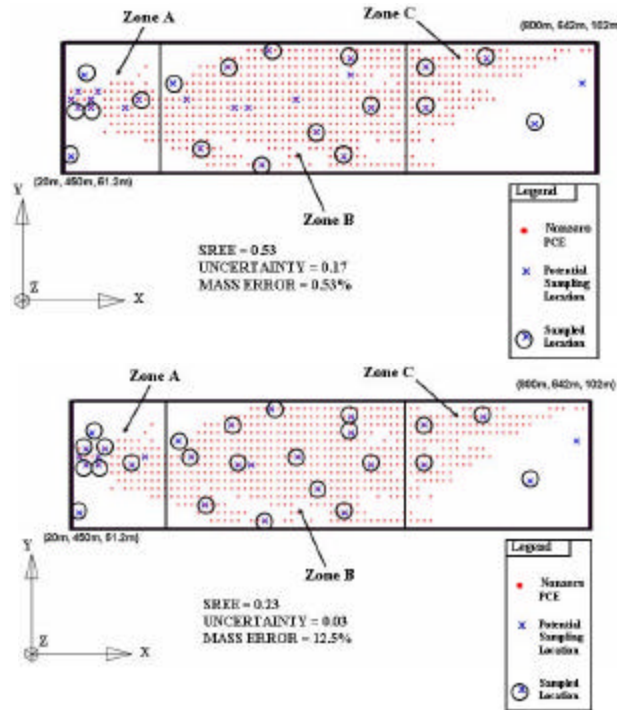 Zone A
Zone C
(800m, 642m, 102m)
(20m, 450m, 51.2m)
Zone B
Y
Z
X
SREE = 0.53
UNCERTAINTY = 0.17
MASS ERROR = 0.53%
Legend
Nonzero
PCE
Potential
Sampling
Location
Sampled
Location
Zone A
Zone C
(800m, 642m, 102m)
(20m, 450m, 51.2m)
Zone B
Y
Z
X
SREE = 0.23
UNCERTAINTY = 0.03
MASS ERROR = 12.5%
Legend
Nonzero
PCE
Potential
Sampling
Location
Sampled
Location